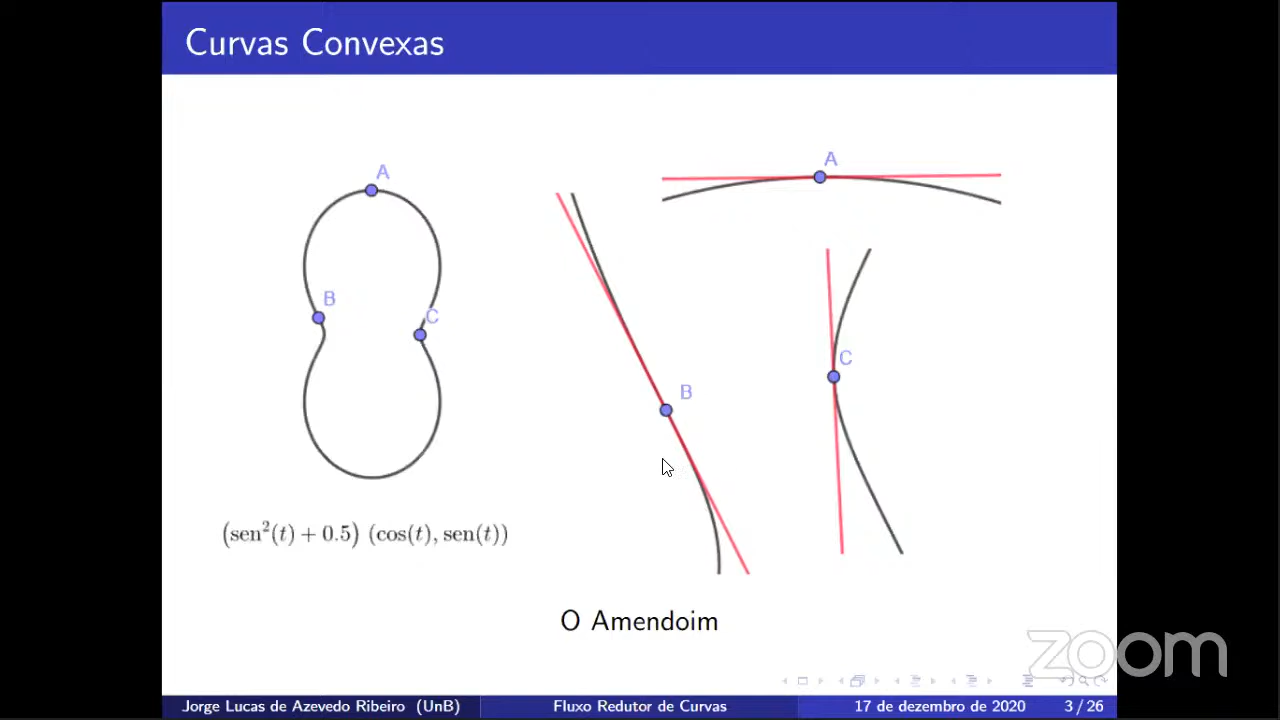 Curvas Convexas
A
B
C
A
B
C
(sen²(t) + 0.5) (cos(t), sen(t))
O Amendoim
zoom
Jorge Lucas de Azevedo Ribeiro (UnB) Fluxo Redutor de Curvas 17 de dezembro de 2020 3 / 26